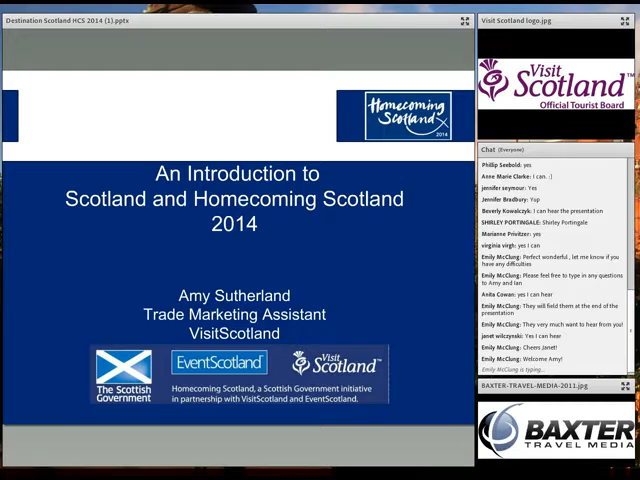 Destination Scotland HCS 2014 (1).pptx
Homecoming
Scotland
2014
An Introduction to
Scotland and Homecoming Scotland
2014
Amy Sutherland
Trade Marketing Assistant
VisitScotland
The Scottish
Government
EventScotland
Visit
Scotland™
Homecoming Scotland, a Scottish Government initiative
in partnership with VisitScotland and EventScotland.
Visit Scotland logo.jpg
Visit
Scotland™
Official Tourist Board
Chat (Everyone)
Phillip Seebold: yes
Anne Marie Clarke: I can. :)
jennifer seymour: Yes
Jennifer Bradbury: Yup
Beverly Kowalczyk: I can hear the presentation
SHIRLEY PORTINGALE: Shirley Portingale
Marianne Privitzer: yes
virginia virgh: yes I can
Emily McClung: Perfect wonderful , let me know if you
have any difficulties
Emily McClung: Please feel free to type in any questions
to Amy and Ian
Anita Cowan: yes I can hear
Emily McClung: They will field them at the end of the
presentation
Emily McClung: They very much want to hear from you!
janet wilczynski: Yes I can hear
Emily McClung: Cheers Janet!
Emily McClung: Welcome Amy!
Emily McClung is typing...
BAXTER-TRAVEL-MEDIA-2011.jpg
BAXTER
TRAVEL MEDIA